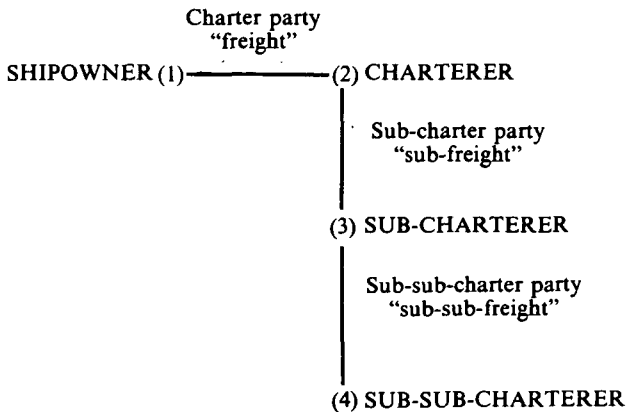 Charter party
“freight”
SHIPOWNER (1) (2) CHARTERER
Sub-charter party
“sub-freight”
(3) SUB-CHARTERER
Sub-sub-charter party
“sub-sub-freight”
(4) SUB-SUB-CHARTERER